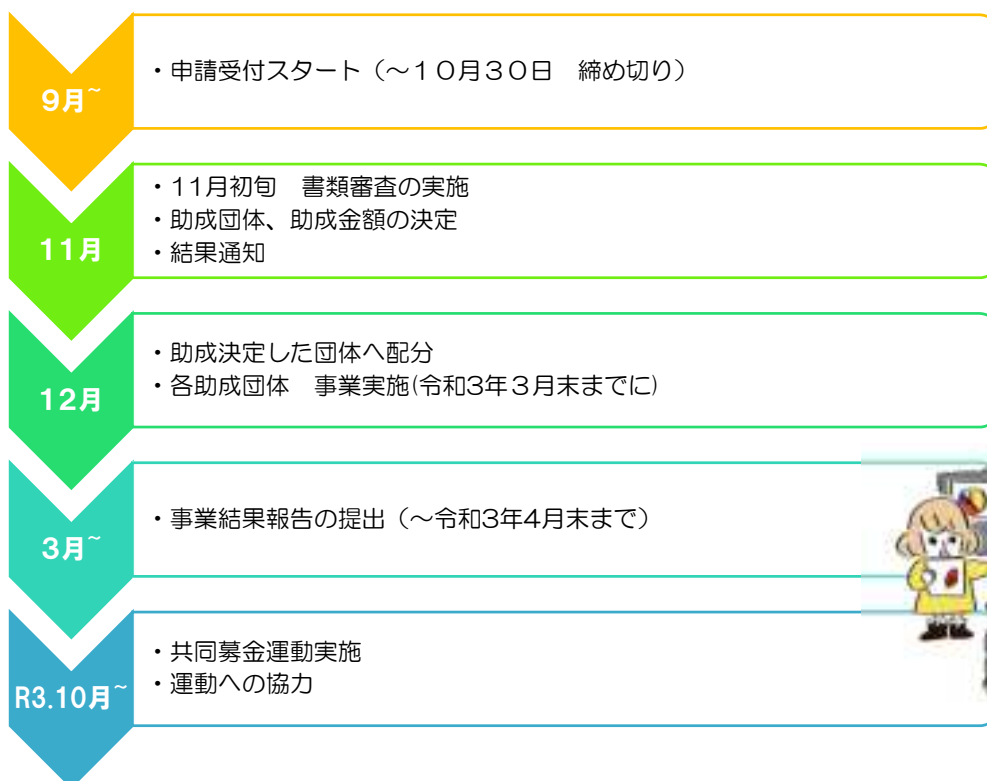 9月~
・申請受付スタート（～１０月３０日　締め切り）
11月
・11月初旬　書類審査の実施
・助成団体、助成金額の決定
・結果通知
12月
・助成決定した団体へ配分
・各助成団体　事業実施(令和3年３月末までに)
3月~
・事業結果報告の提出（～令和3年4月末まで）
R3.10月~
・共同募金運動実施
・運動への協力